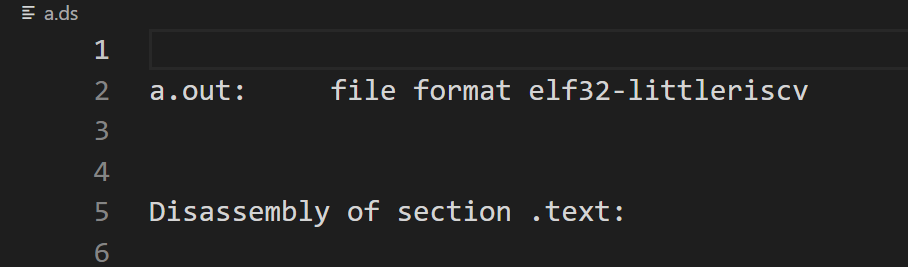 a.ds
1
2 a.out:     file format elf32-littleriscv
3
4
5 Disassembly of section .text:
6